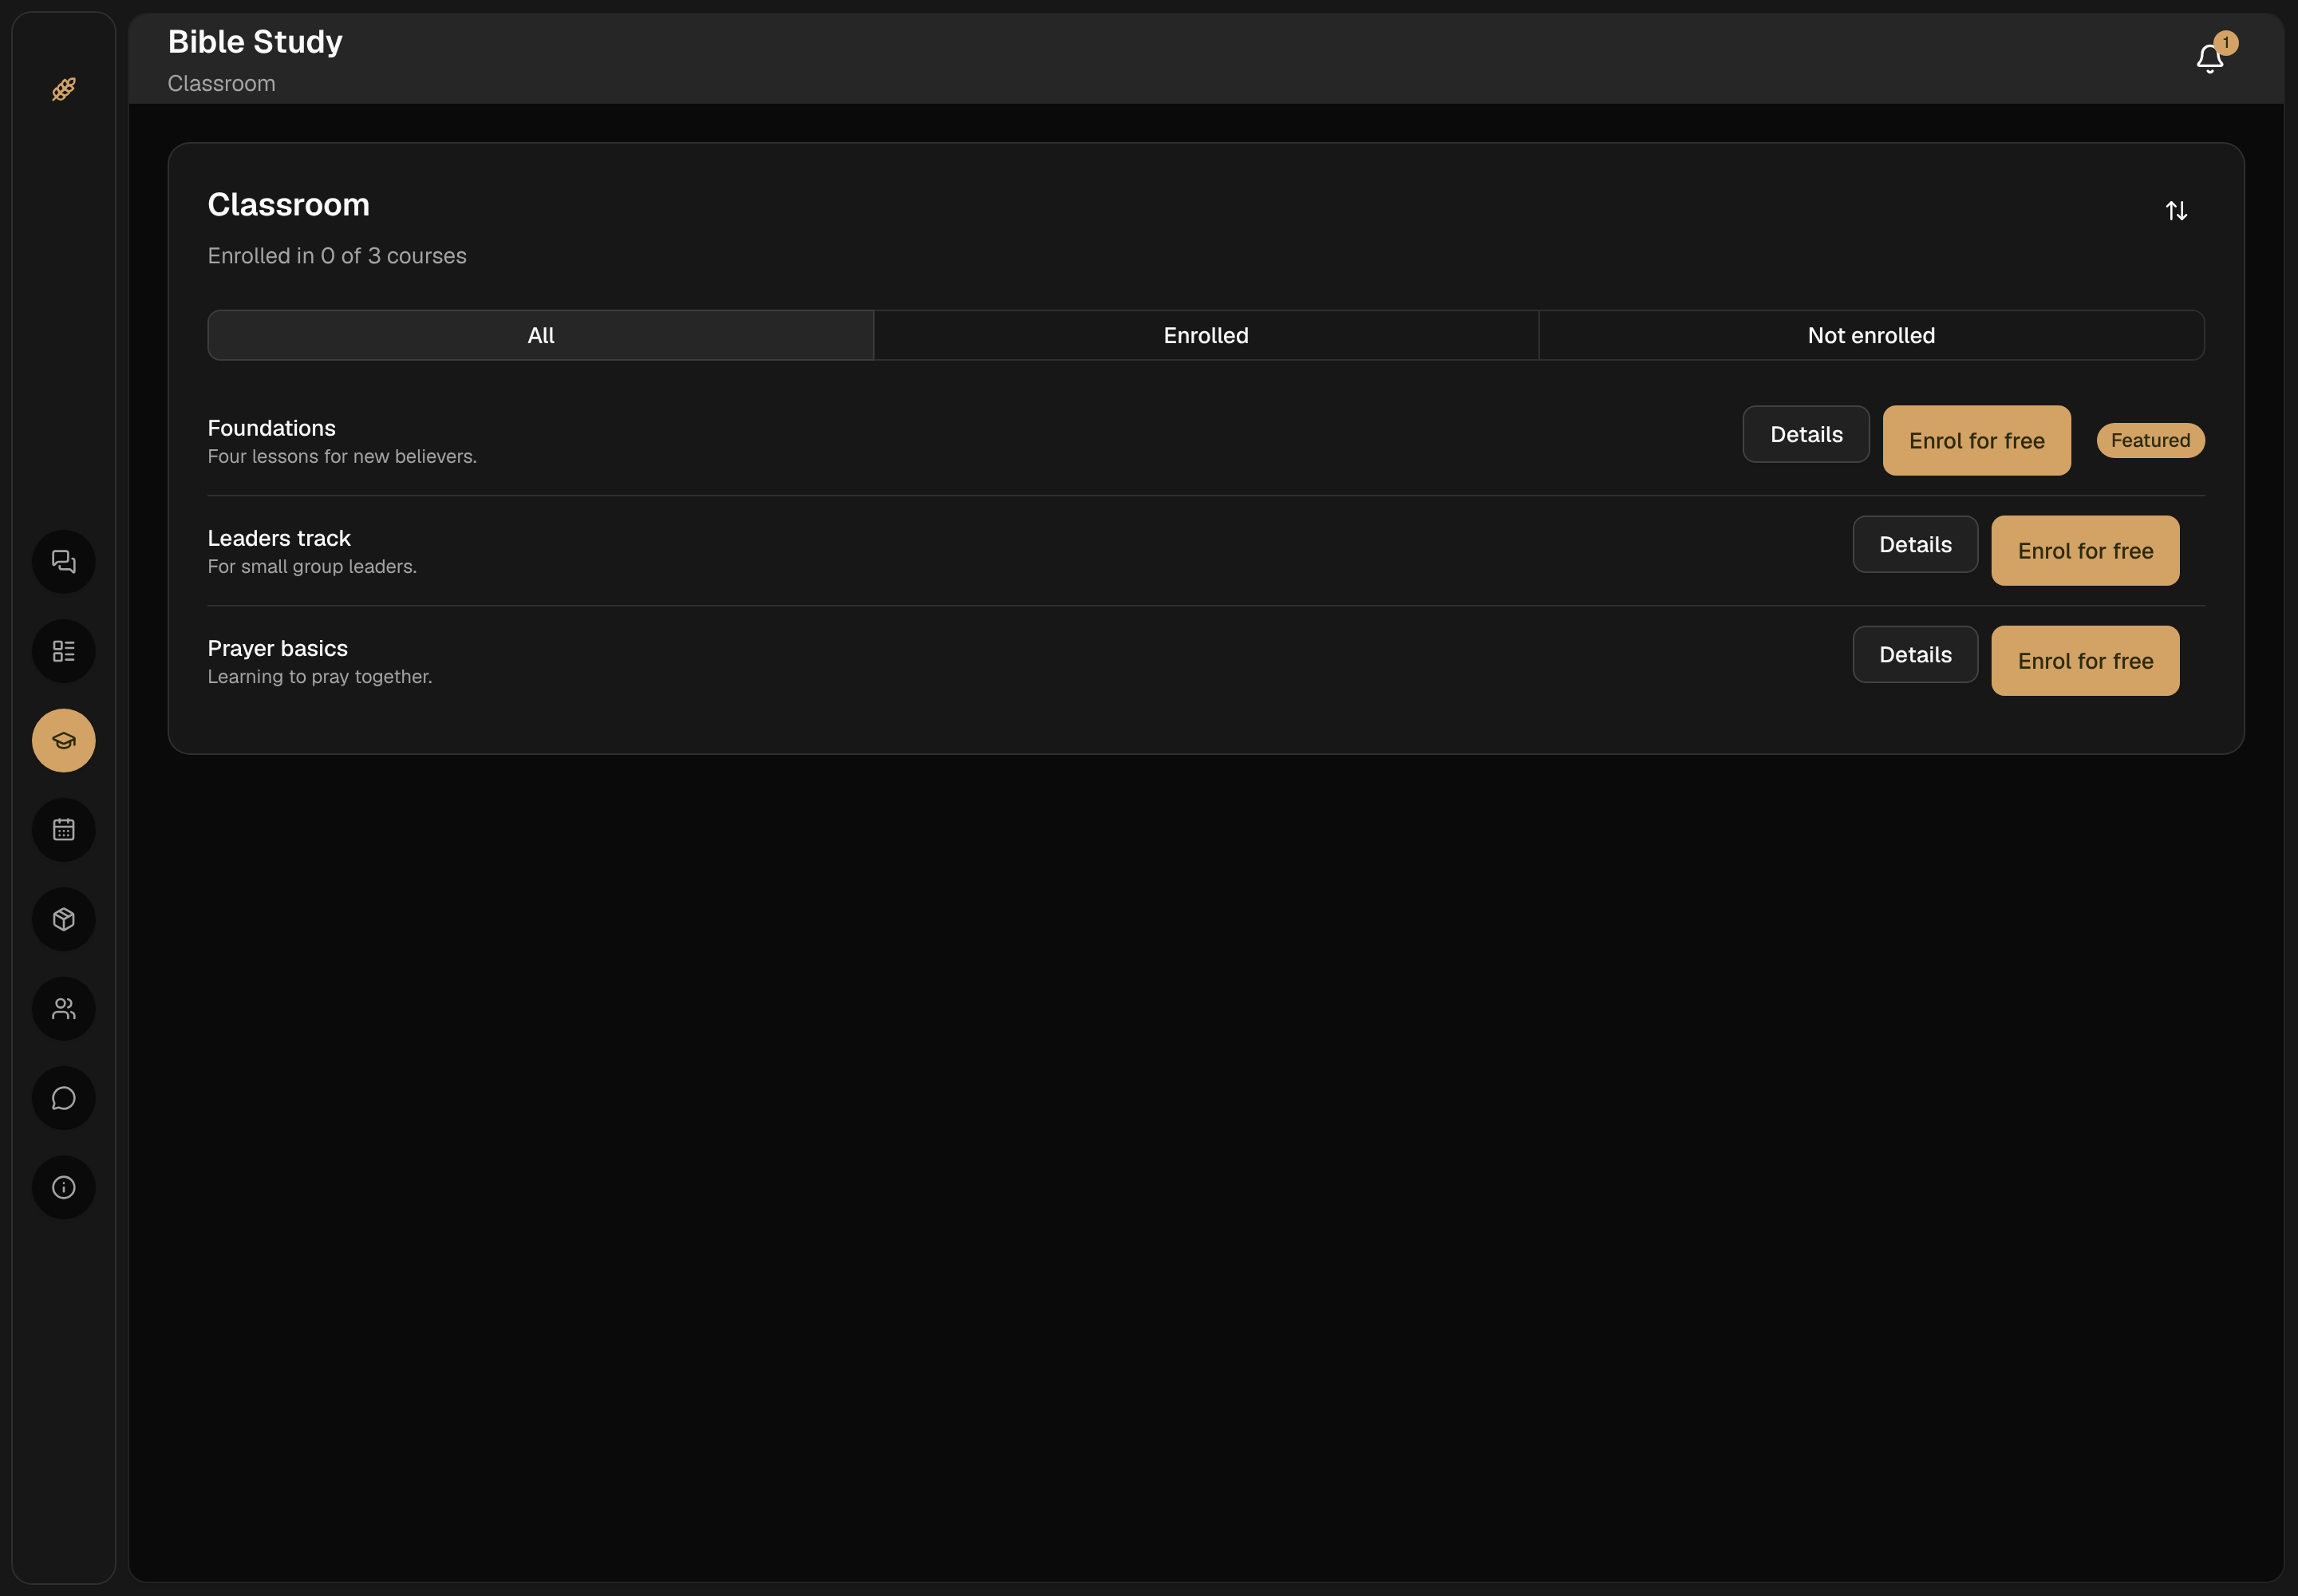 Bible Study
Classroom
1
Classroom
Enrolled in 0 of 3 courses
All
Enrolled
Not enrolled
Foundations
Four lessons for new believers.
Details
Enrol for free
Featured
Leaders track
For small group leaders.
Details
Enrol for free
Prayer basics
Learning to pray together.
Details
Enrol for free